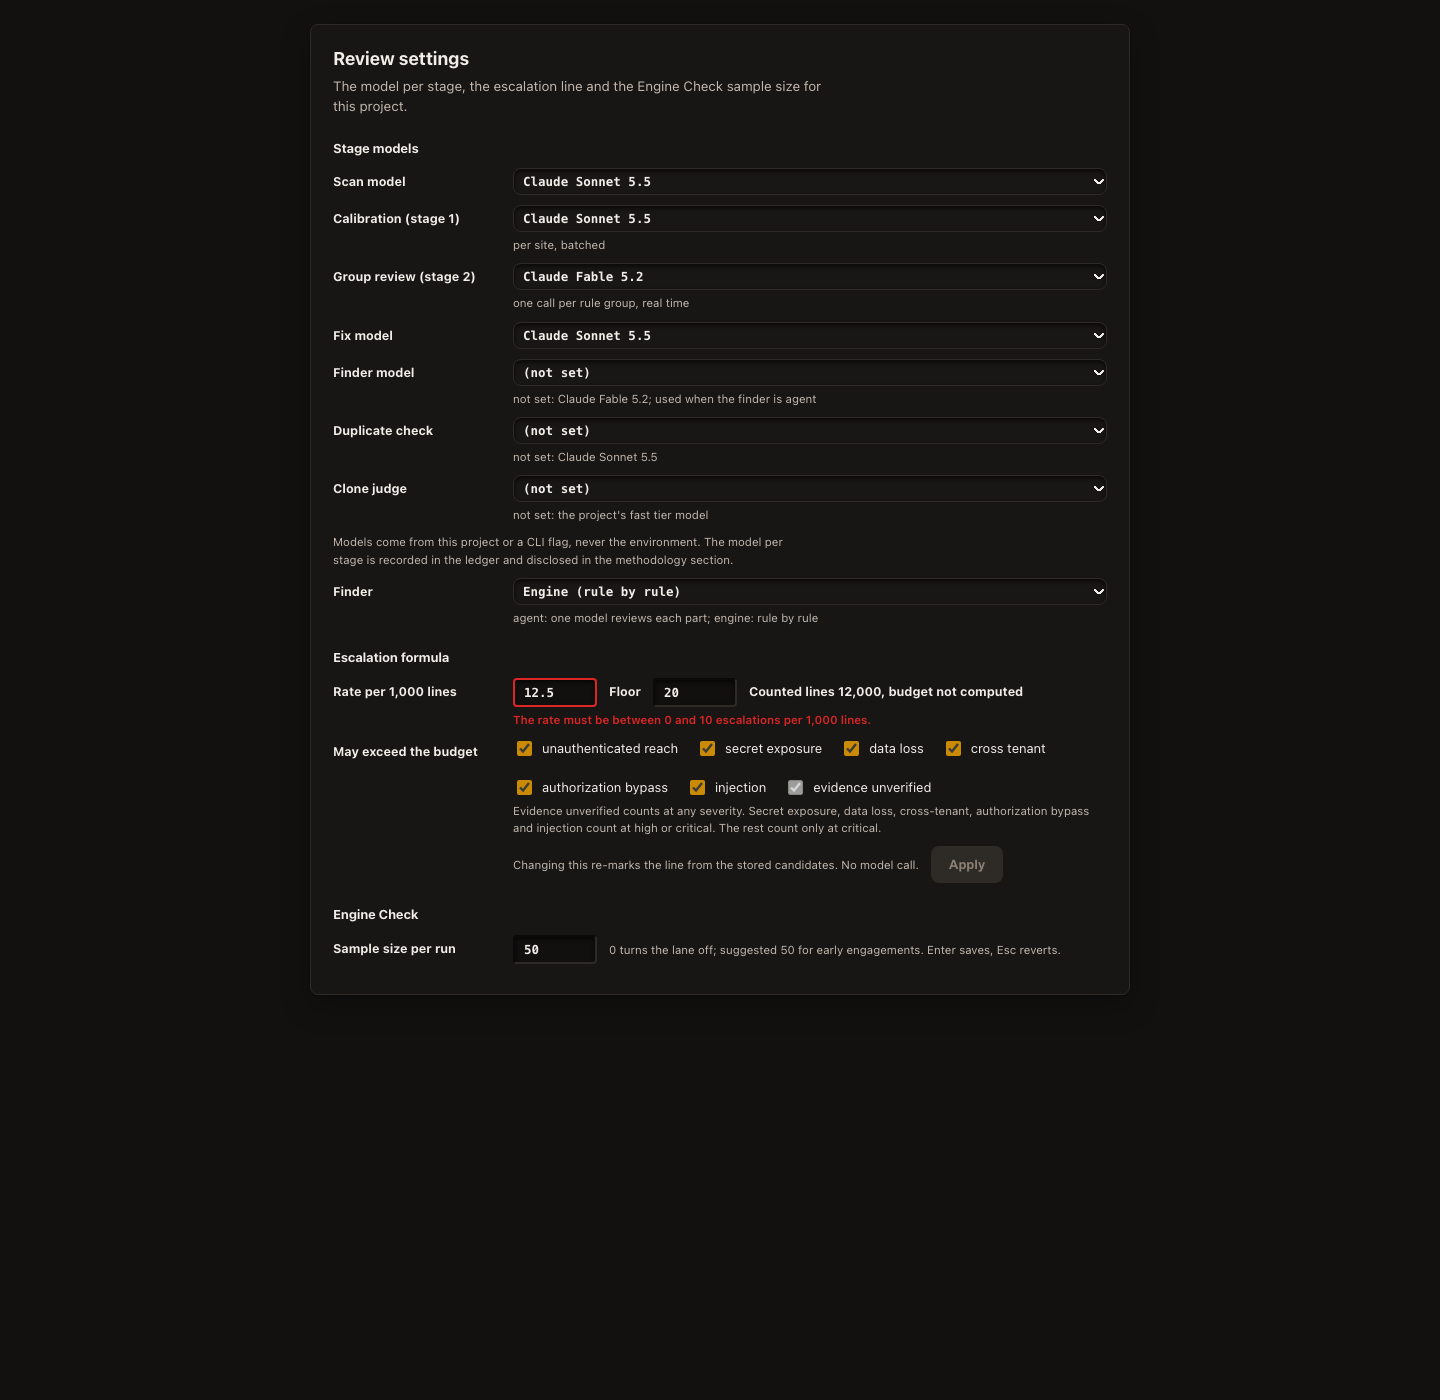 Review settings
The model per stage, the escalation line and the Engine Check sample size for
this project.
Stage models
Scan model
Claude Sonnet 5.5
Calibration (stage 1)
Claude Sonnet 5.5
per site, batched
Group review (stage 2)
Claude Fable 5.2
one call per rule group, real time
Fix model
Claude Sonnet 5.5
Finder model
(not set)
not set: Claude Fable 5.2; used when the finder is agent
Duplicate check
(not set)
not set: Claude Sonnet 5.5
Clone judge
(not set)
not set: the project's fast tier model
Models come from this project or a CLI flag, never the environment. The model per
stage is recorded in the ledger and disclosed in the methodology section.
Finder
Engine (rule by rule)
agent: one model reviews each part; engine: rule by rule
Escalation formula
Rate per 1,000 lines 12.5 Floor 20 Counted lines 12,000, budget not computed
The rate must be between 0 and 10 escalations per 1,000 lines.
May exceed the budget unauthenticated reach secret exposure data loss cross tenant
authorization bypass injection evidence unverified
Evidence unverified counts at any severity. Secret exposure, data loss, cross-tenant, authorization bypass
and injection count at high or critical. The rest count only at critical.
Changing this re-marks the line from the stored candidates. No model call. Apply
Engine Check
Sample size per run 50 0 turns the lane off; suggested 50 for early engagements. Enter saves, Esc reverts.